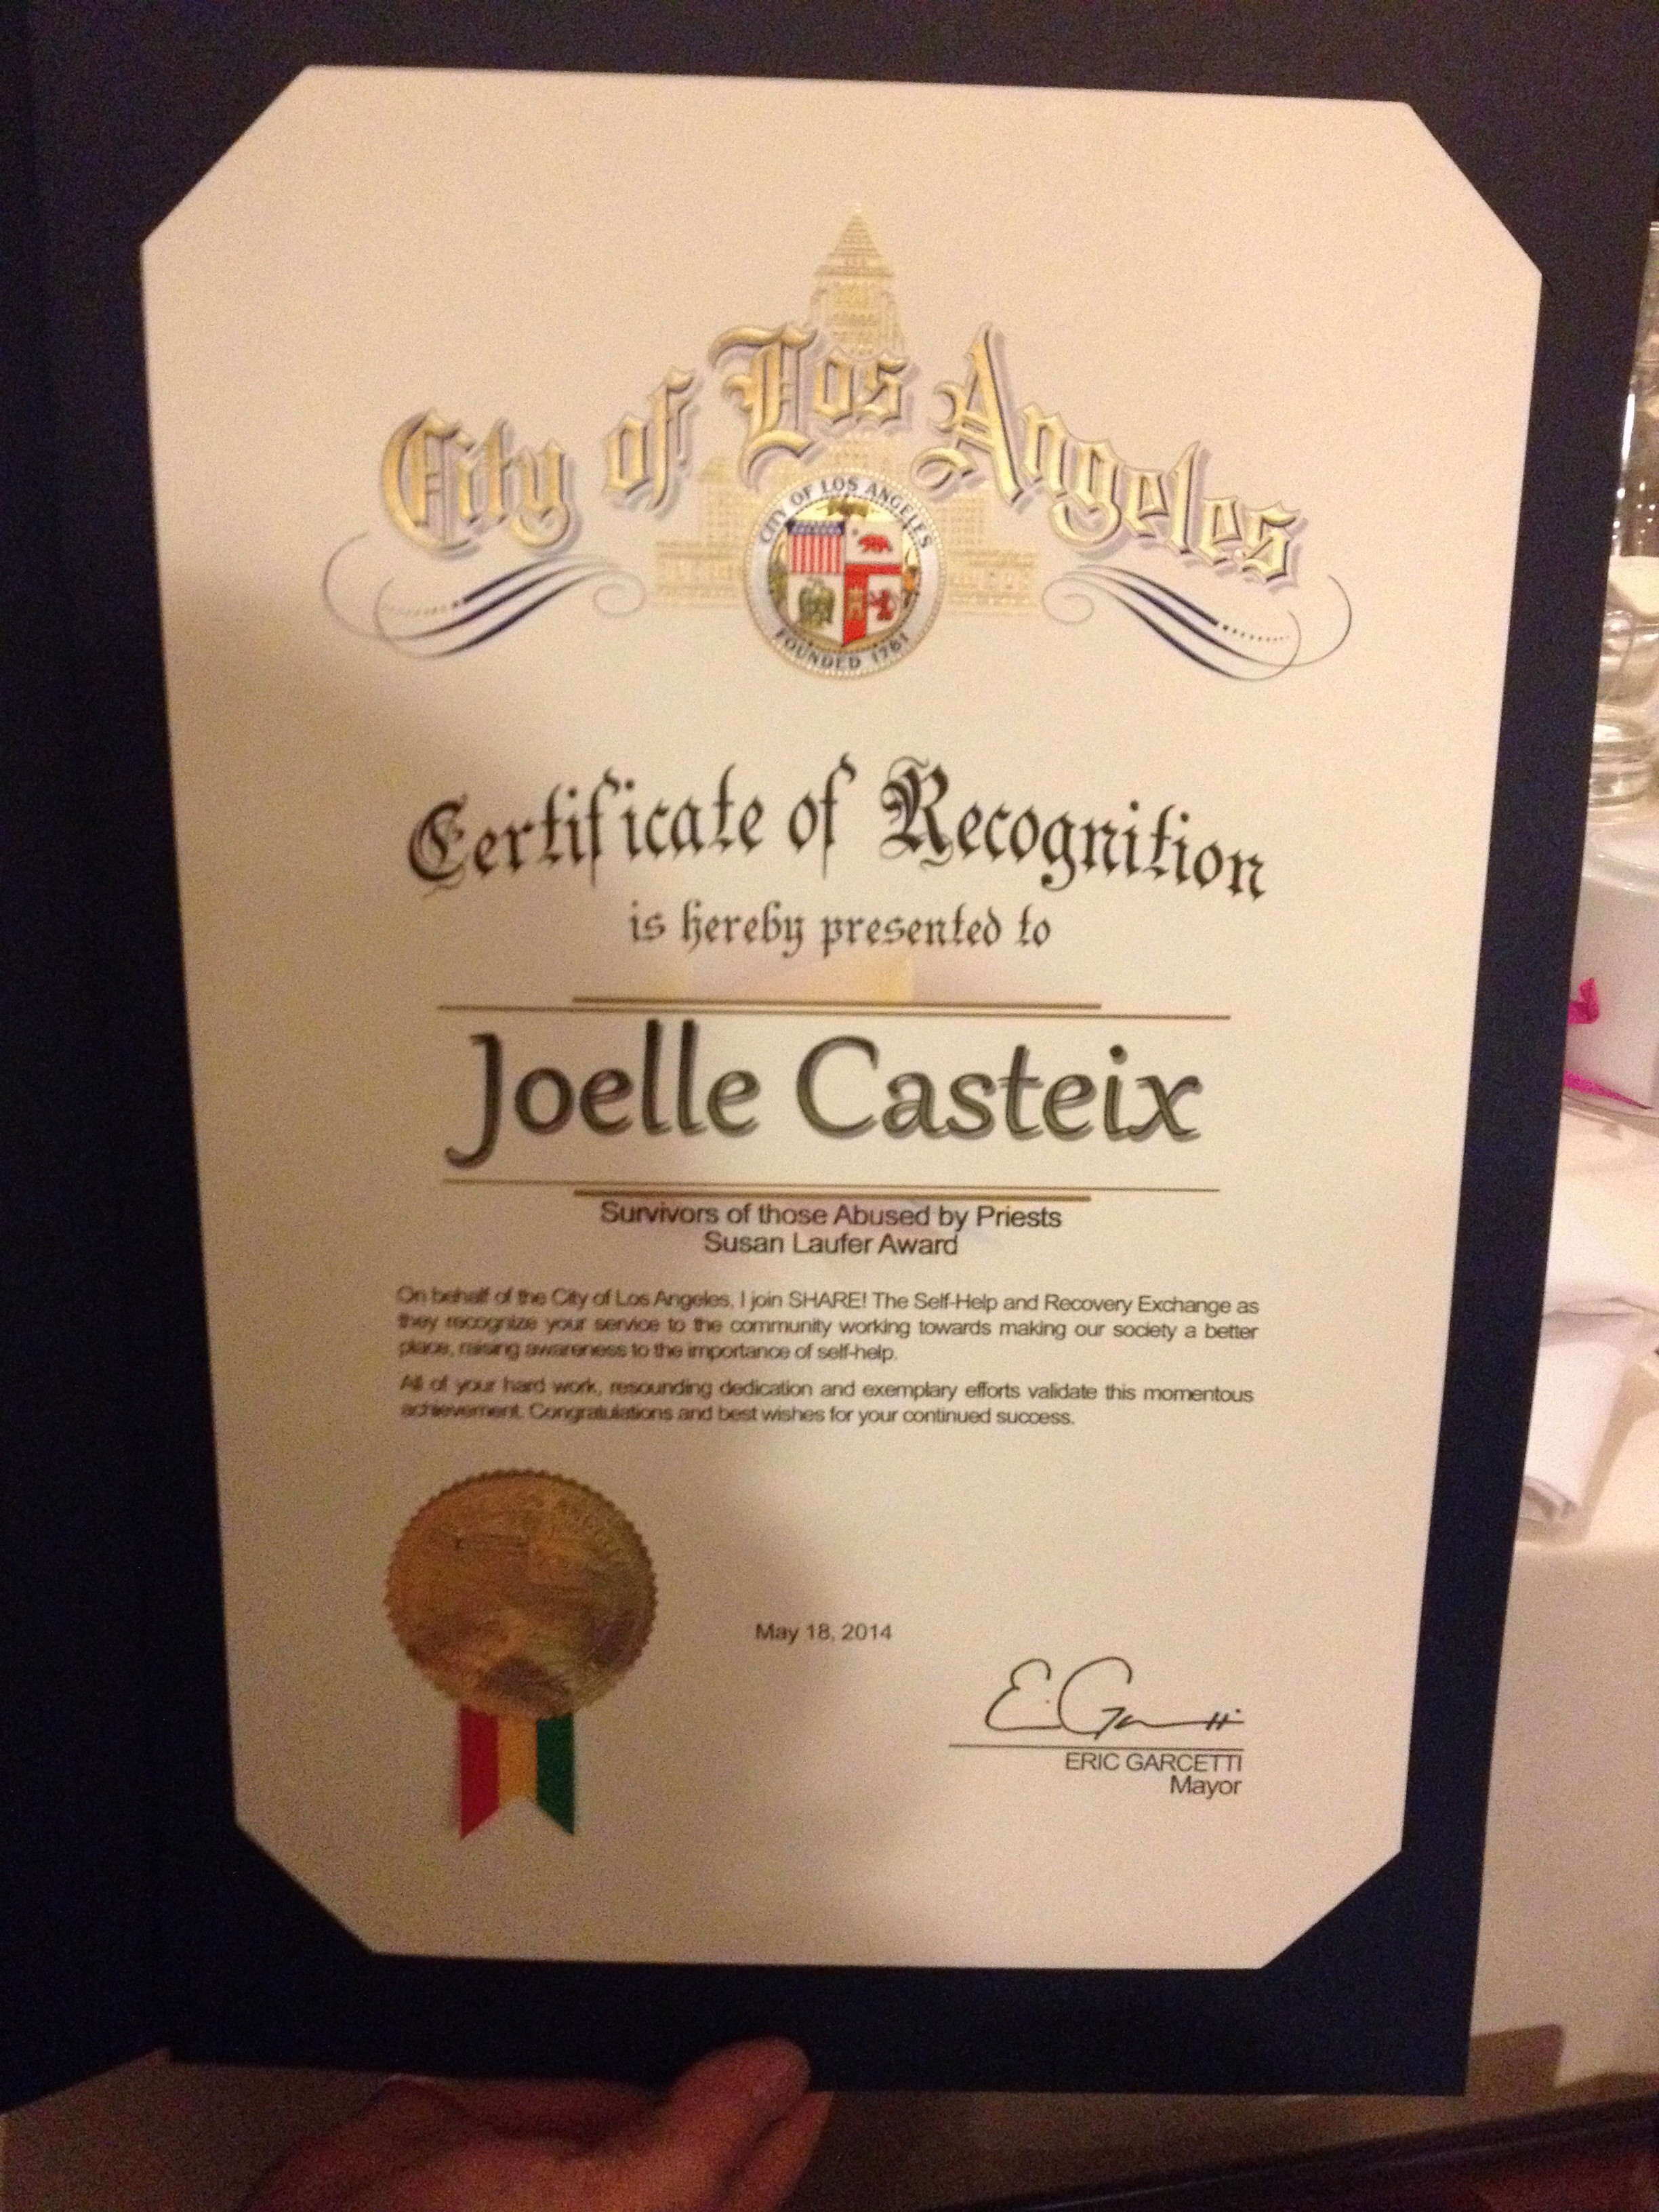 City of Los Angeles
CITY OF LOS ANGELES
FOUNDED 1781
Certificate of Recognition
is hereby presented to
Joelle Casteix
Survivors of those Abused by Priests
Susan Laufer Award
On behalf of the City of Los Angeles, I join SHARE! The Self-Help and Recovery Exchange as
they recognize your service to the community working towards making our society a better
place, raising awareness to the importance of self-help.
All of your hard work, resounding dedication and exemplary efforts validate this momentous
achievement. Congratulations and best wishes for your continued success.
May 18, 2014
E. Garcetti
ERIC GARCETTI
Mayor